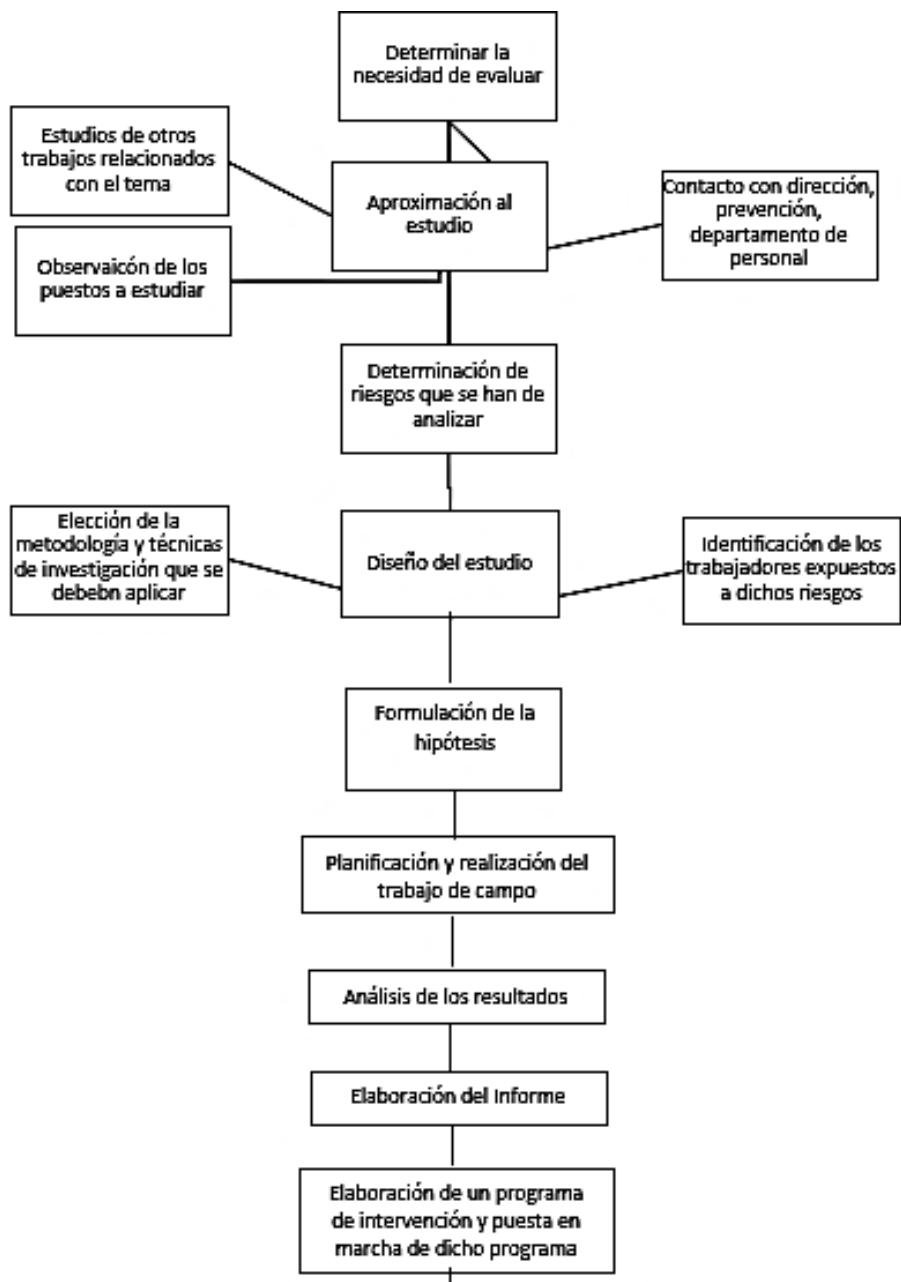 Determinar la
necesidad de evaluar
Estudios de otros
trabajos relacionados
con el tema
Aproximación al
estudio
Contacto con dirección,
prevención,
departamento de
personal
Observaicón de los
puestos a estudiar
Determinación de
riesgos que se han de
analizar
Elección de la
metodología y técnicas
de investigación que se
debebn aplicar
Diseño del estudio
Identificación de los
trabajadores expuestos
a dichos riesgos
Formulación de la
hipótesis
Planificación y realización del
trabajo de campo
Análisis de los resultados
Elaboración del Informe
Elaboración de un programa
de intervención y puesta en
marcha de dicho programa